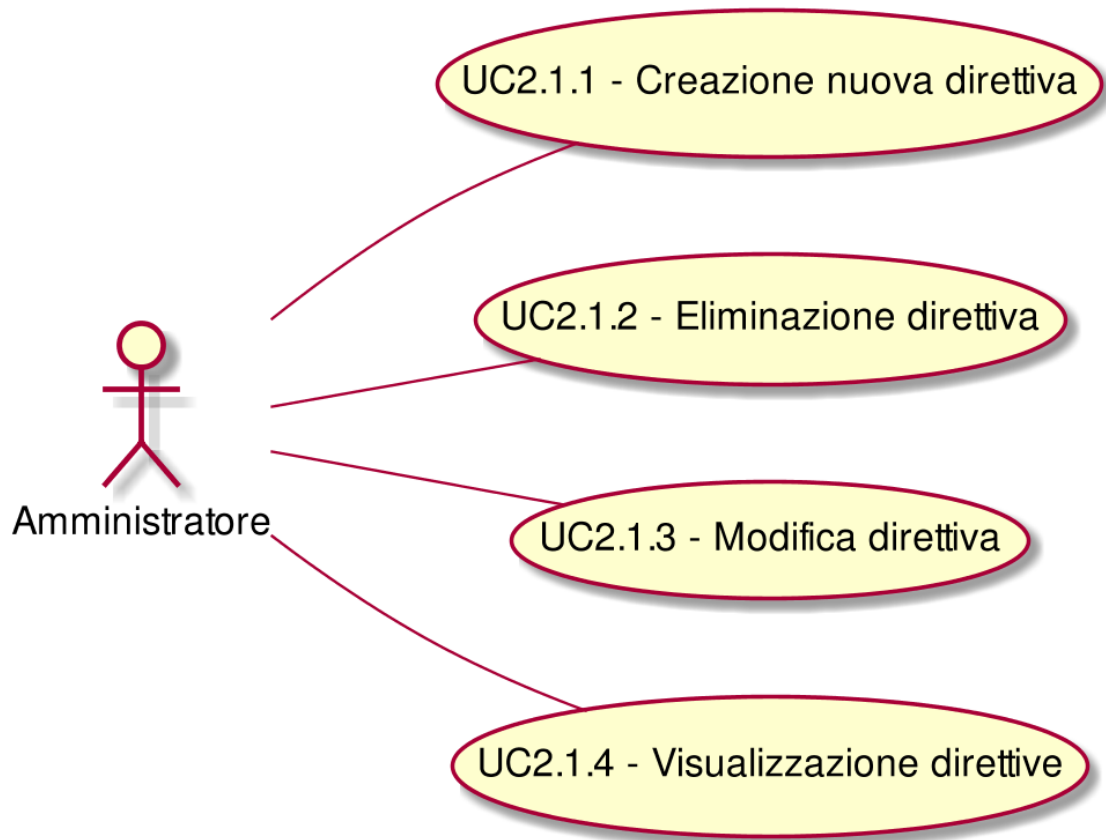 UC2.1.1 - Creazione nuova direttiva
UC2.1.2 - Eliminazione direttiva
Amministratore
UC2.1.3 - Modifica direttiva
UC2.1.4 - Visualizzazione direttive